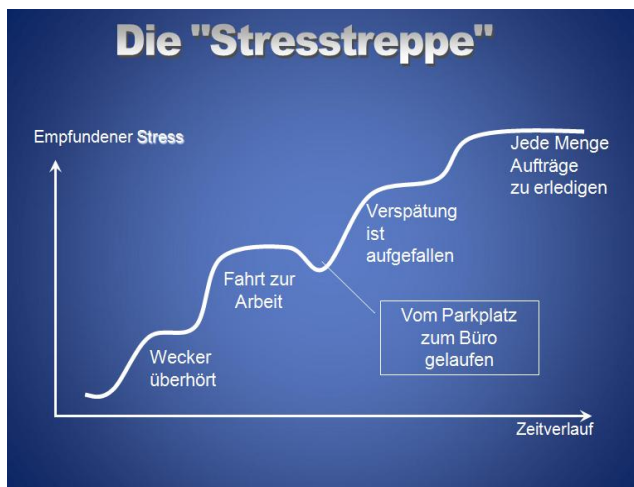 Die "Stresstreppe"
Empfundener Stress
Jede Menge
Aufträge
zu erledigen
Verspätung
ist
aufgefallen
Fahrt zur
Arbeit
Vom Parkplatz
zum Büro
gelaufen
Wecker
überhört
Zeitverlauf